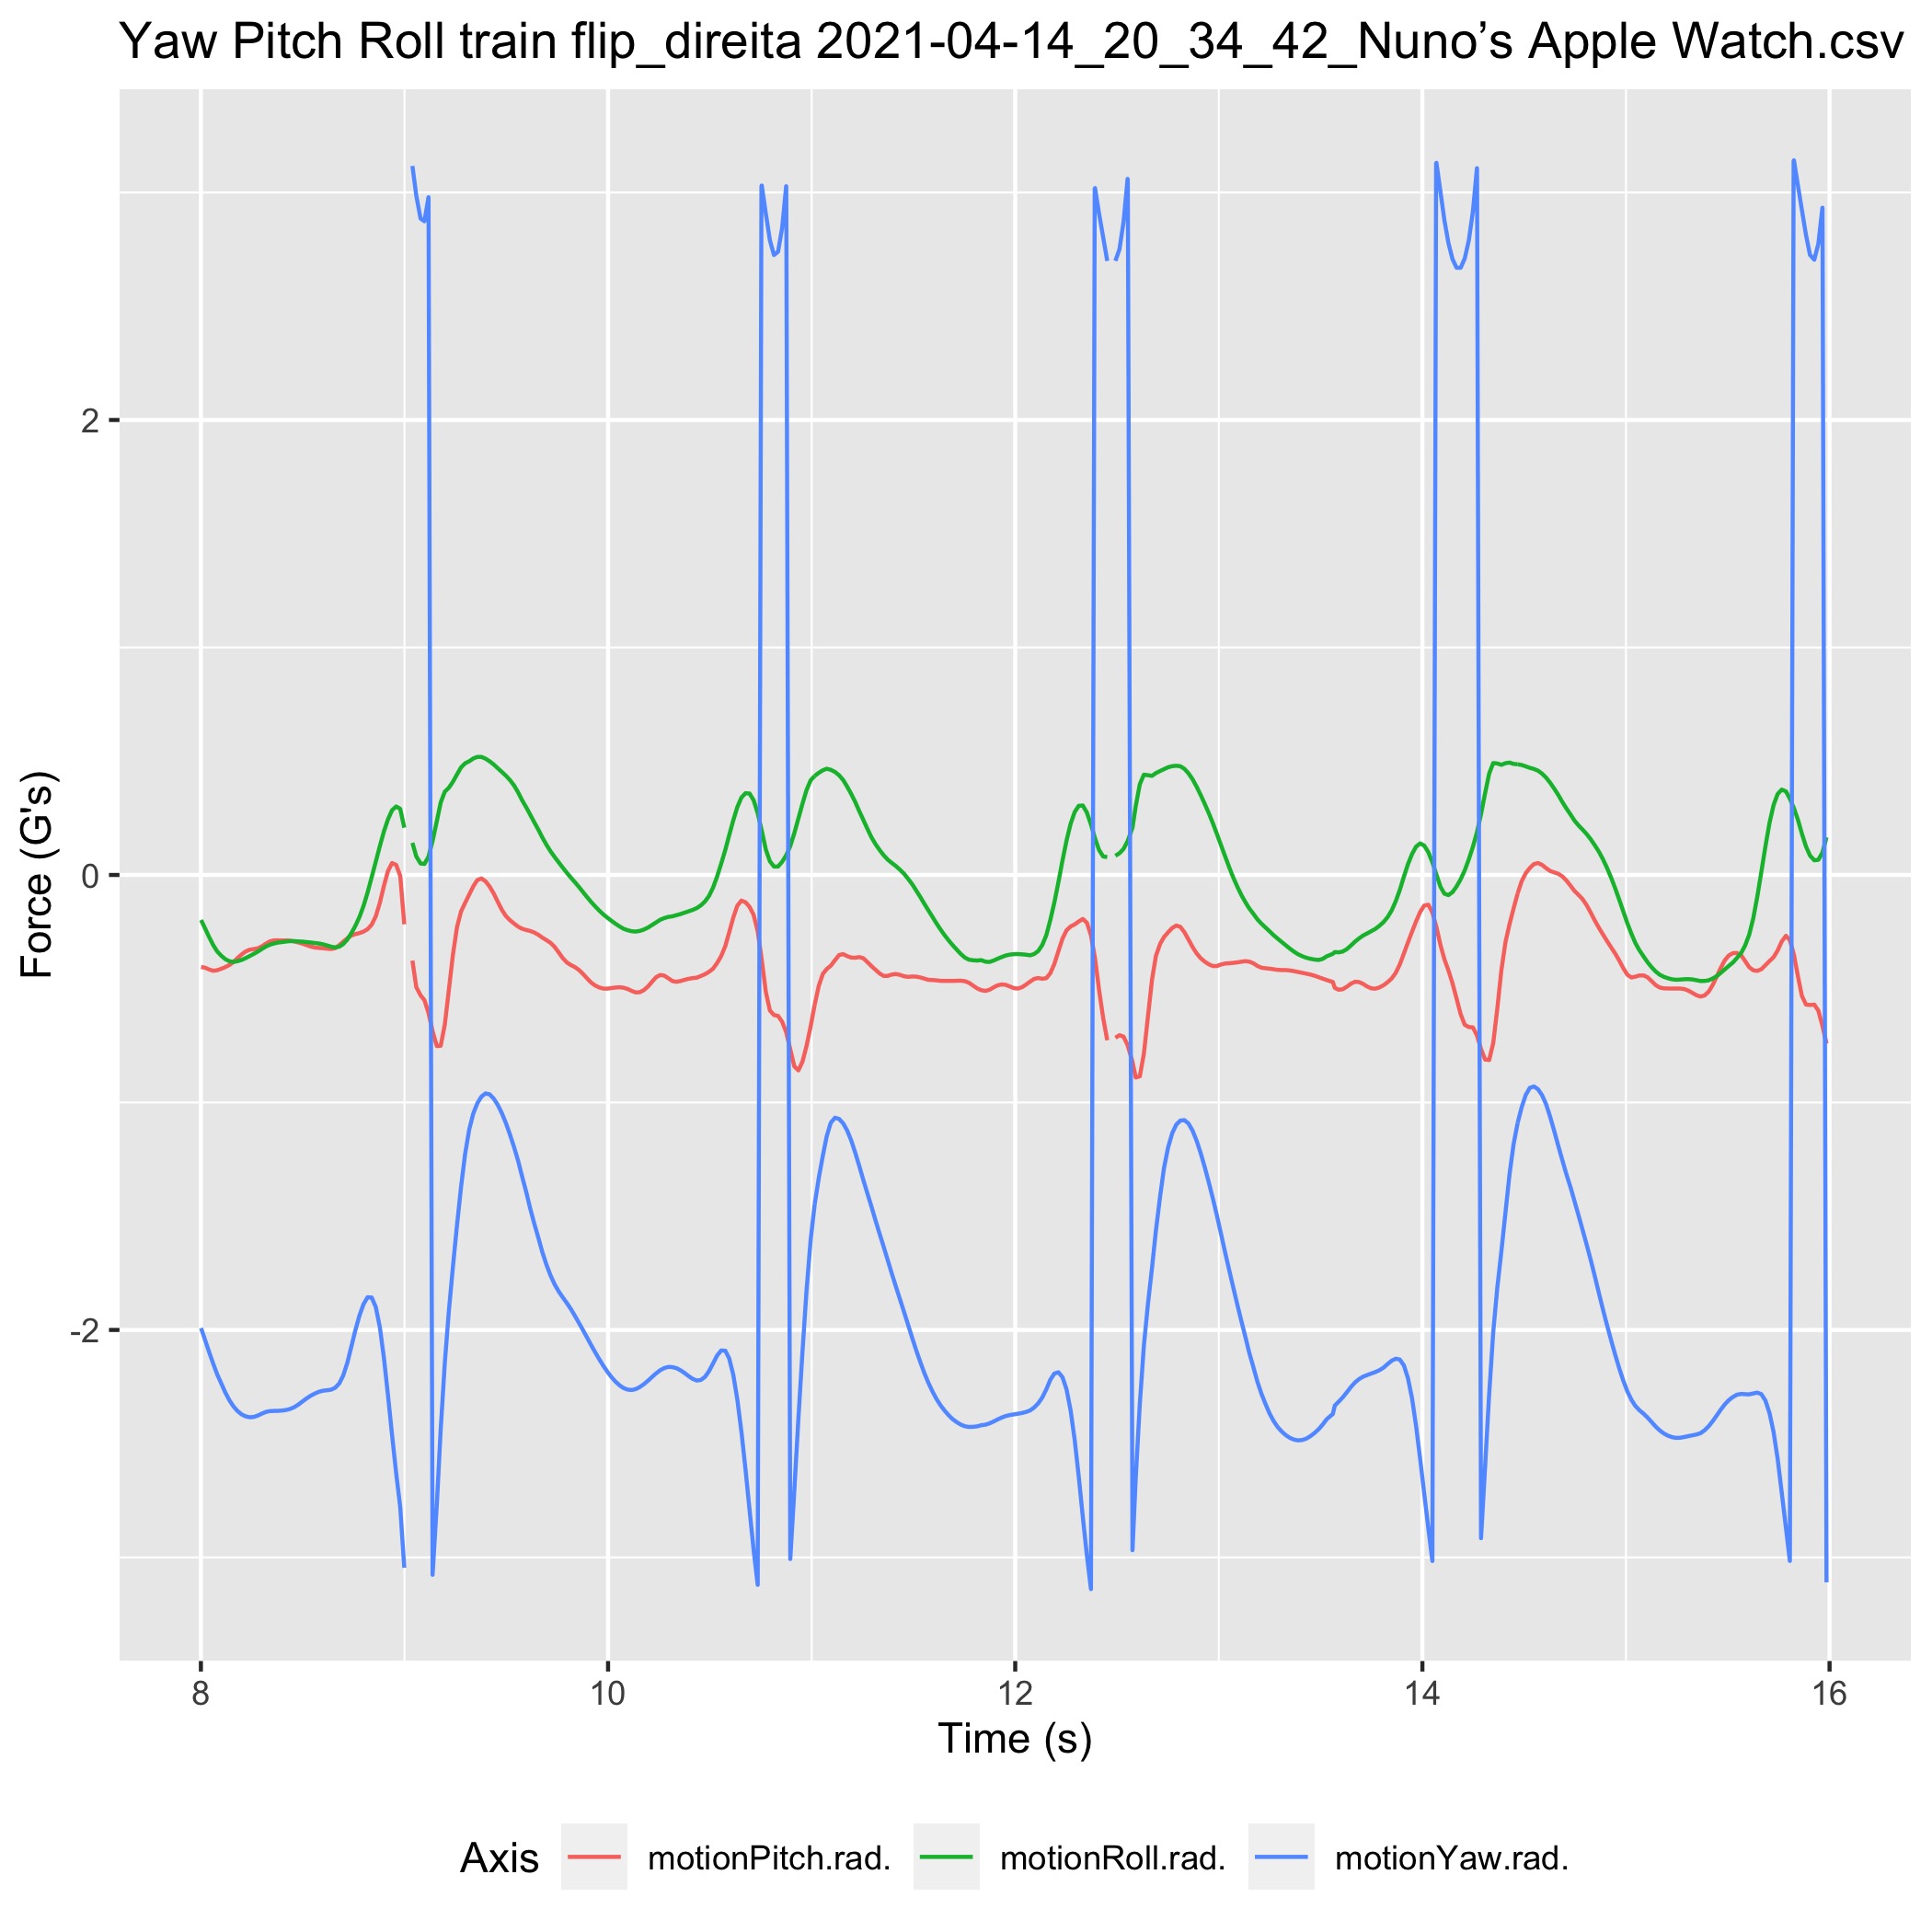 Yaw Pitch Roll train flip_direita 2021-04-14_20_34_42_Nuno’s Apple Watch.csv
Force (G's)
2
0
-2
8 10 12 14 16
Time (s)
Axis motionPitch.rad. motionRoll.rad. motionYaw.rad.